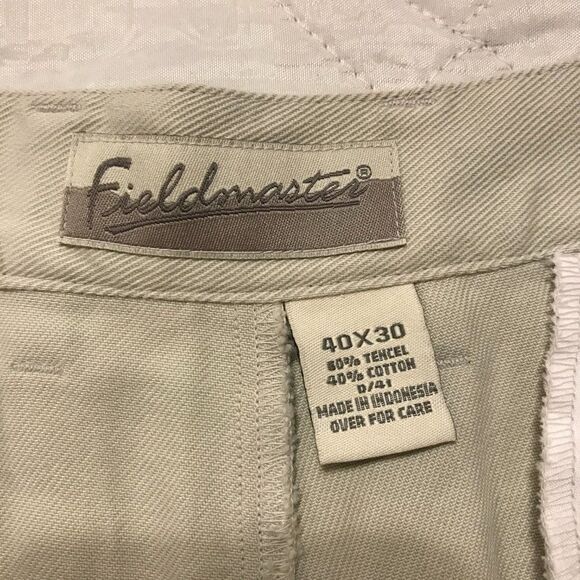 Fieldmaster®
40X30
60% TENCEL
40% COTTON
D/41
MADE IN INDONESIA
OVER FOR CARE